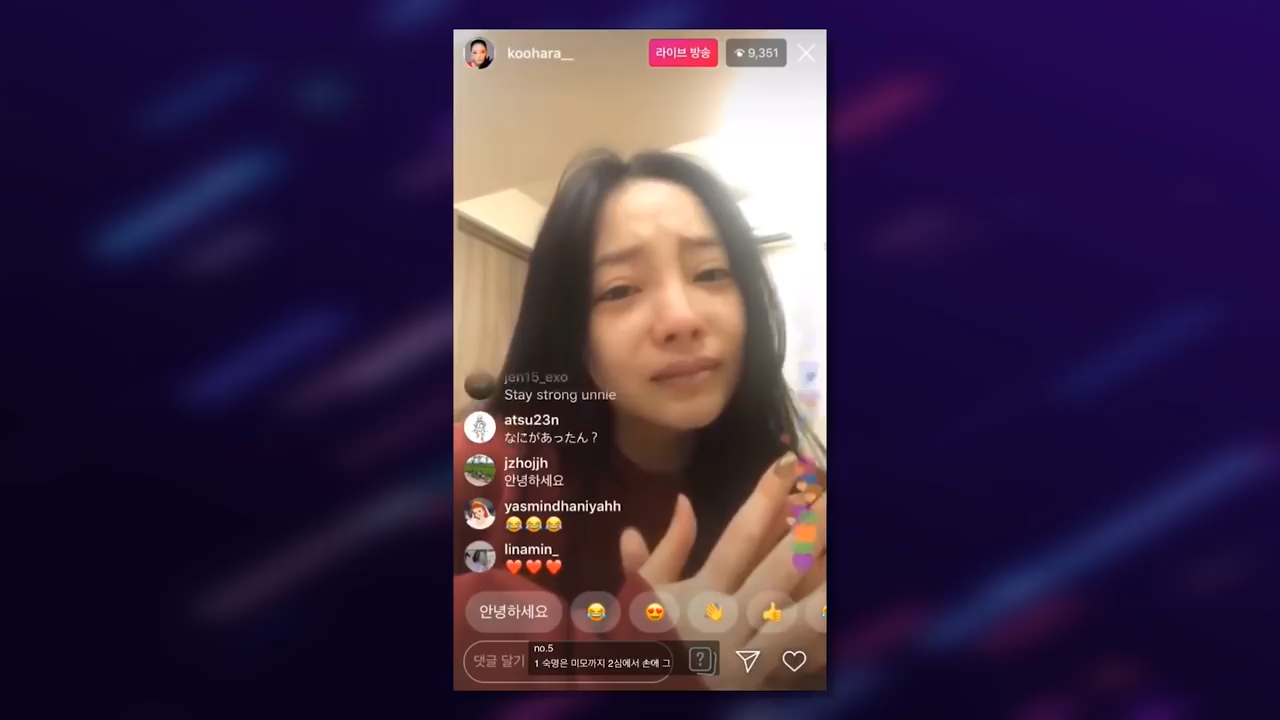 koohara__
라이브 방송
9,351
jen15_exo
Stay strong unnie
atsu23n
なにがあったん？
jzhojjh
안녕하세요
yasmindhaniyahh
😂😂😂
linamin_
❤️❤️❤️
안녕하세요 😂 😍 👋 👍
댓글 달기
no.5
1 숙명은 미모까지 2심에서 손에 그